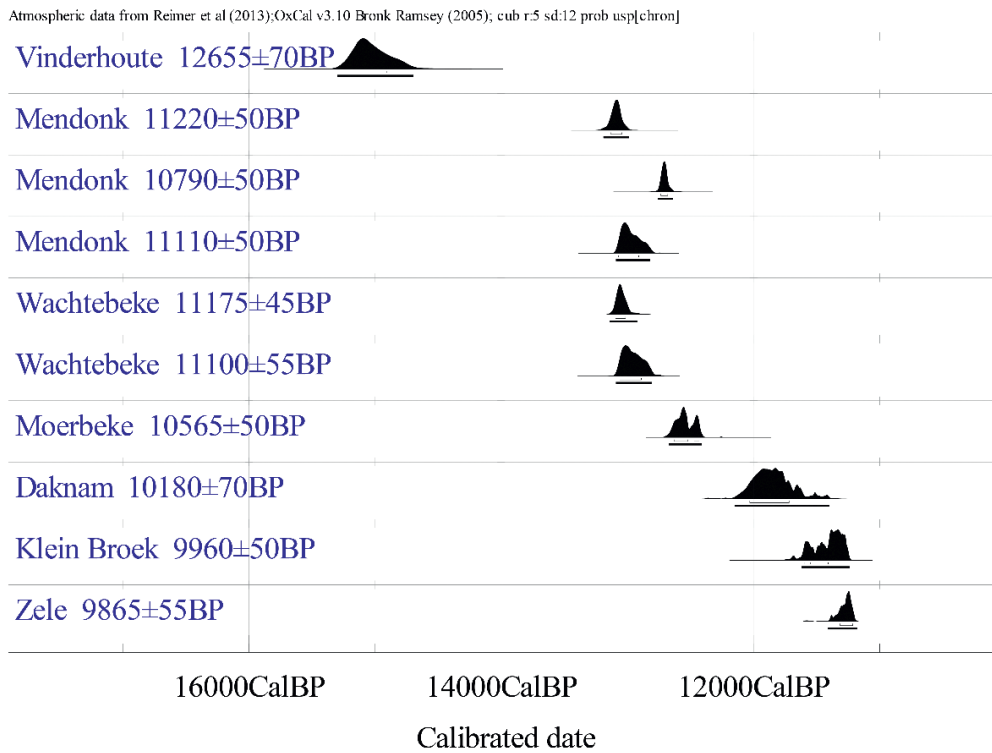 Atmospheric data from Reimer et al (2013);OxCal v3.10 Bronk Ramsey (2005); cub r:5 sd:12 prob usp[chron]
Vinderhoute 12655±70BP
Mendonk 11220±50BP
Mendonk 10790±50BP
Mendonk 11110±50BP
Wachtebeke 11175±45BP
Wachtebeke 11100±55BP
Moerbeke 10565±50BP
Daknam 10180±70BP
Klein Broek 9960±50BP
Zele 9865±55BP
16000CalBP 14000CalBP 12000CalBP
Calibrated date